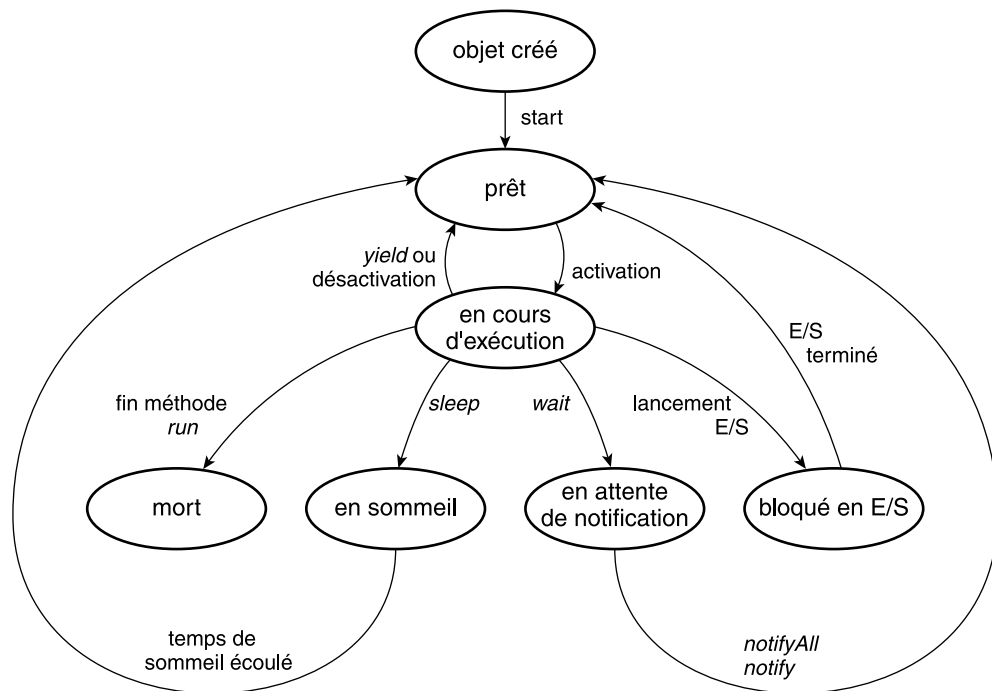 objet créé
start
prêt
yield ou
désactivation
activation
en cours
d'exécution
E/S
terminé
fin méthode
run
sleep
wait
lancement
E/S
mort
en sommeil
en attente
de notification
bloqué en E/S
temps de
sommeil écoulé
notifyAll
notify